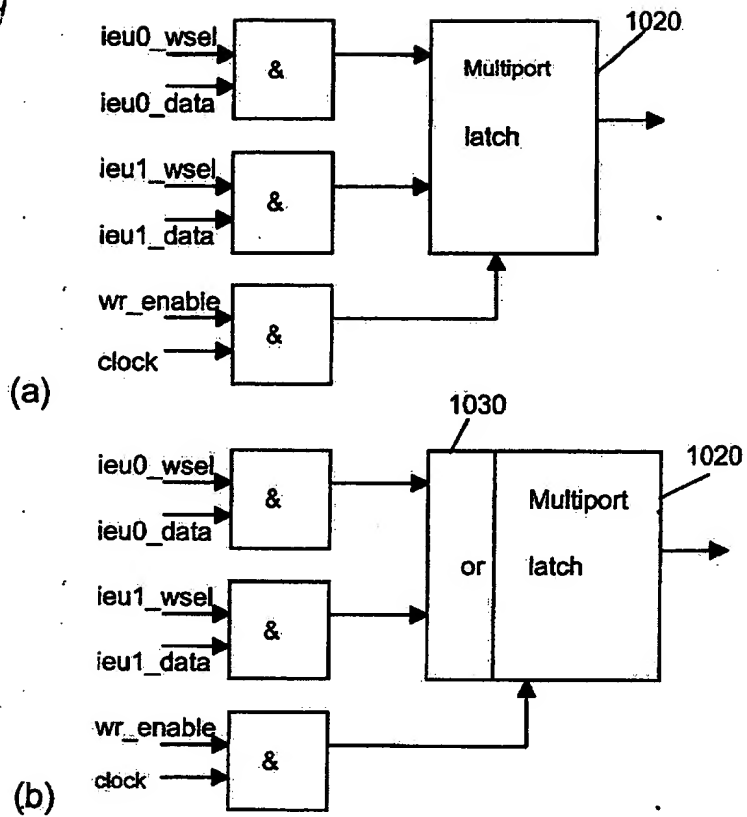 1020
ieu0_wsel
&
Multiport
ieu0_data
latch
ieu1_wsel
&
ieu1_data
wr_enable
&
clock
(a)
1030
1020
ieu0_wsel
&
Multiport
ieu0_data
or
latch
ieu1_wsel
&
ieu1_data
wr_enable
&
clock
(b)